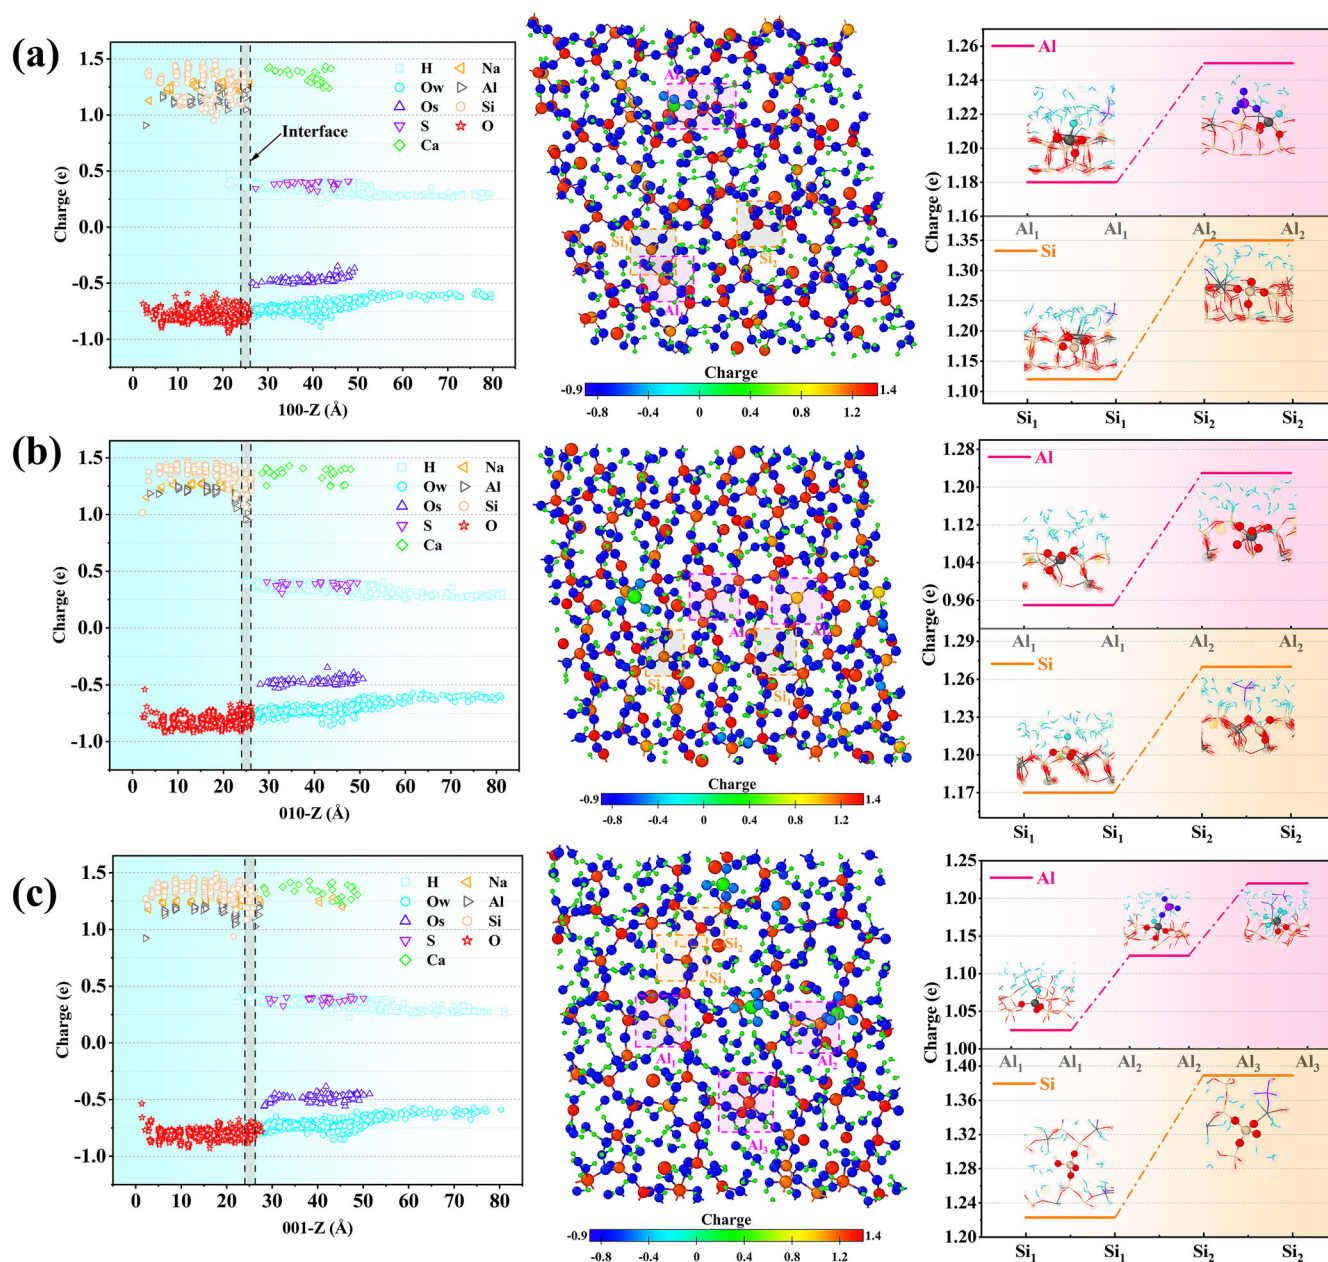 (a)
1.5
1.0
0.5
0.0
-0.5
-1.0
Charge (e)
H Na
Ow Al
Os Si
S O
Ca
Interface
0 10 20 30 40 50 60 70 80
100-Z (Å)
Si₁
Si₂
Charge
-0.9 1.4
-0.8 -0.4 0 0.4 0.8 1.2
Al
1.26
1.24
1.22
1.20
1.18
1.16
Al₁ Al₁ Al₂ Al₂
Si
1.35
1.30
1.25
1.20
1.15
1.10
Charge (e)
Si₁ Si₁ Si₂ Si₂
(b)
1.5
1.0
0.5
0.0
-0.5
-1.0
Charge (e)
H Na
Ow Al
Os Si
S O
Ca
0 10 20 30 40 50 60 70 80
010-Z (Å)
Charge
-0.9 1.4
-0.8 -0.4 0 0.4 0.8 1.2
Al
1.28
1.20
1.12
1.04
0.96
Al₁ Al₁ Al₂ Al₂
Si
1.29
1.26
1.23
1.20
1.17
Charge (e)
Si₁ Si₁ Si₂ Si₂
(c)
1.5
1.0
0.5
0.0
-0.5
-1.0
Charge (e)
H Na
Ow Al
Os Si
S O
Ca
0 10 20 30 40 50 60 70 80
001-Z (Å)
Si₂
Si₁
Al₁
Al₂
Al₃
Charge
-0.9 1.4
-0.8 -0.4 0 0.4 0.8 1.2
Al
1.25
1.20
1.15
1.10
1.05
1.00
Al₁ Al₁ Al₂ Al₂ Al₃ Al₃
Si
1.40
1.36
1.32
1.28
1.24
1.20
Charge (e)
Si₁ Si₁ Si₂ Si₂